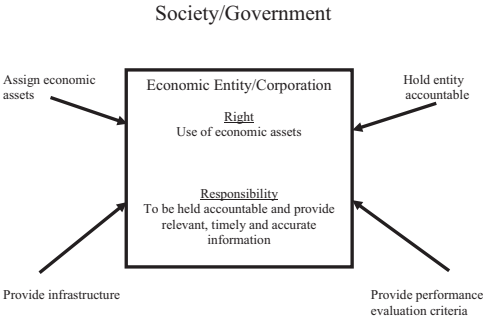 Society/Government
Assign economic
assets
Economic Entity/Corporation
Right
Use of economic assets
Responsibility
To be held accountable and provide
relevant, timely and accurate
information
Hold entity
accountable
Provide infrastructure
Provide performance
evaluation criteria